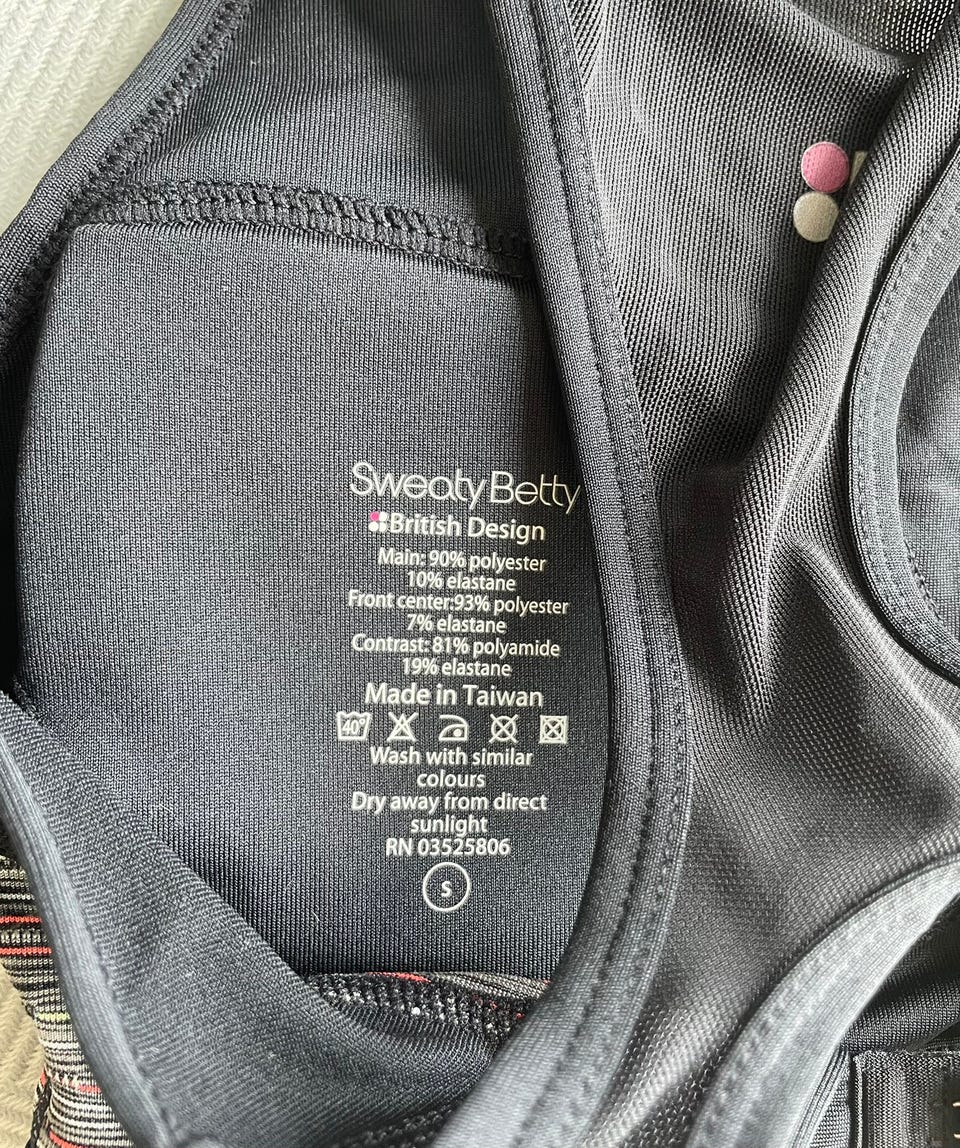 Sweaty Betty
British Design
Main: 90% polyester
10% elastane
Front center:93% polyester
7% elastane
Contrast: 81% polyamide
19% elastane
Made in Taiwan
40°
Wash with similar
colours
Dry away from direct
sunlight
RN 03525806
S